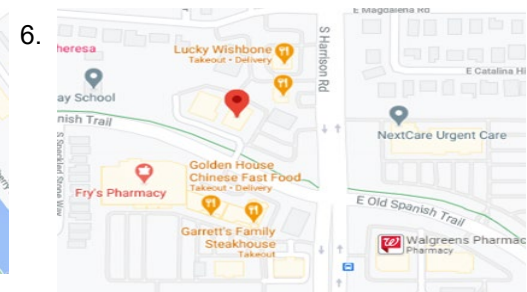 6.
E Magdalena Rd
heresa
Lucky Wishbone
Takeout • Delivery
S Harrison Rd
E Catalina Hi
ay School
nish Trail
NextCare Urgent Care
Golden House
Chinese Fast Food
Takeout • Delivery
Fry's Pharmacy
E Old Spanish Trail
Garrett's Family
Steakhouse
Takeout
Walgreens Pharmac
Pharmacy